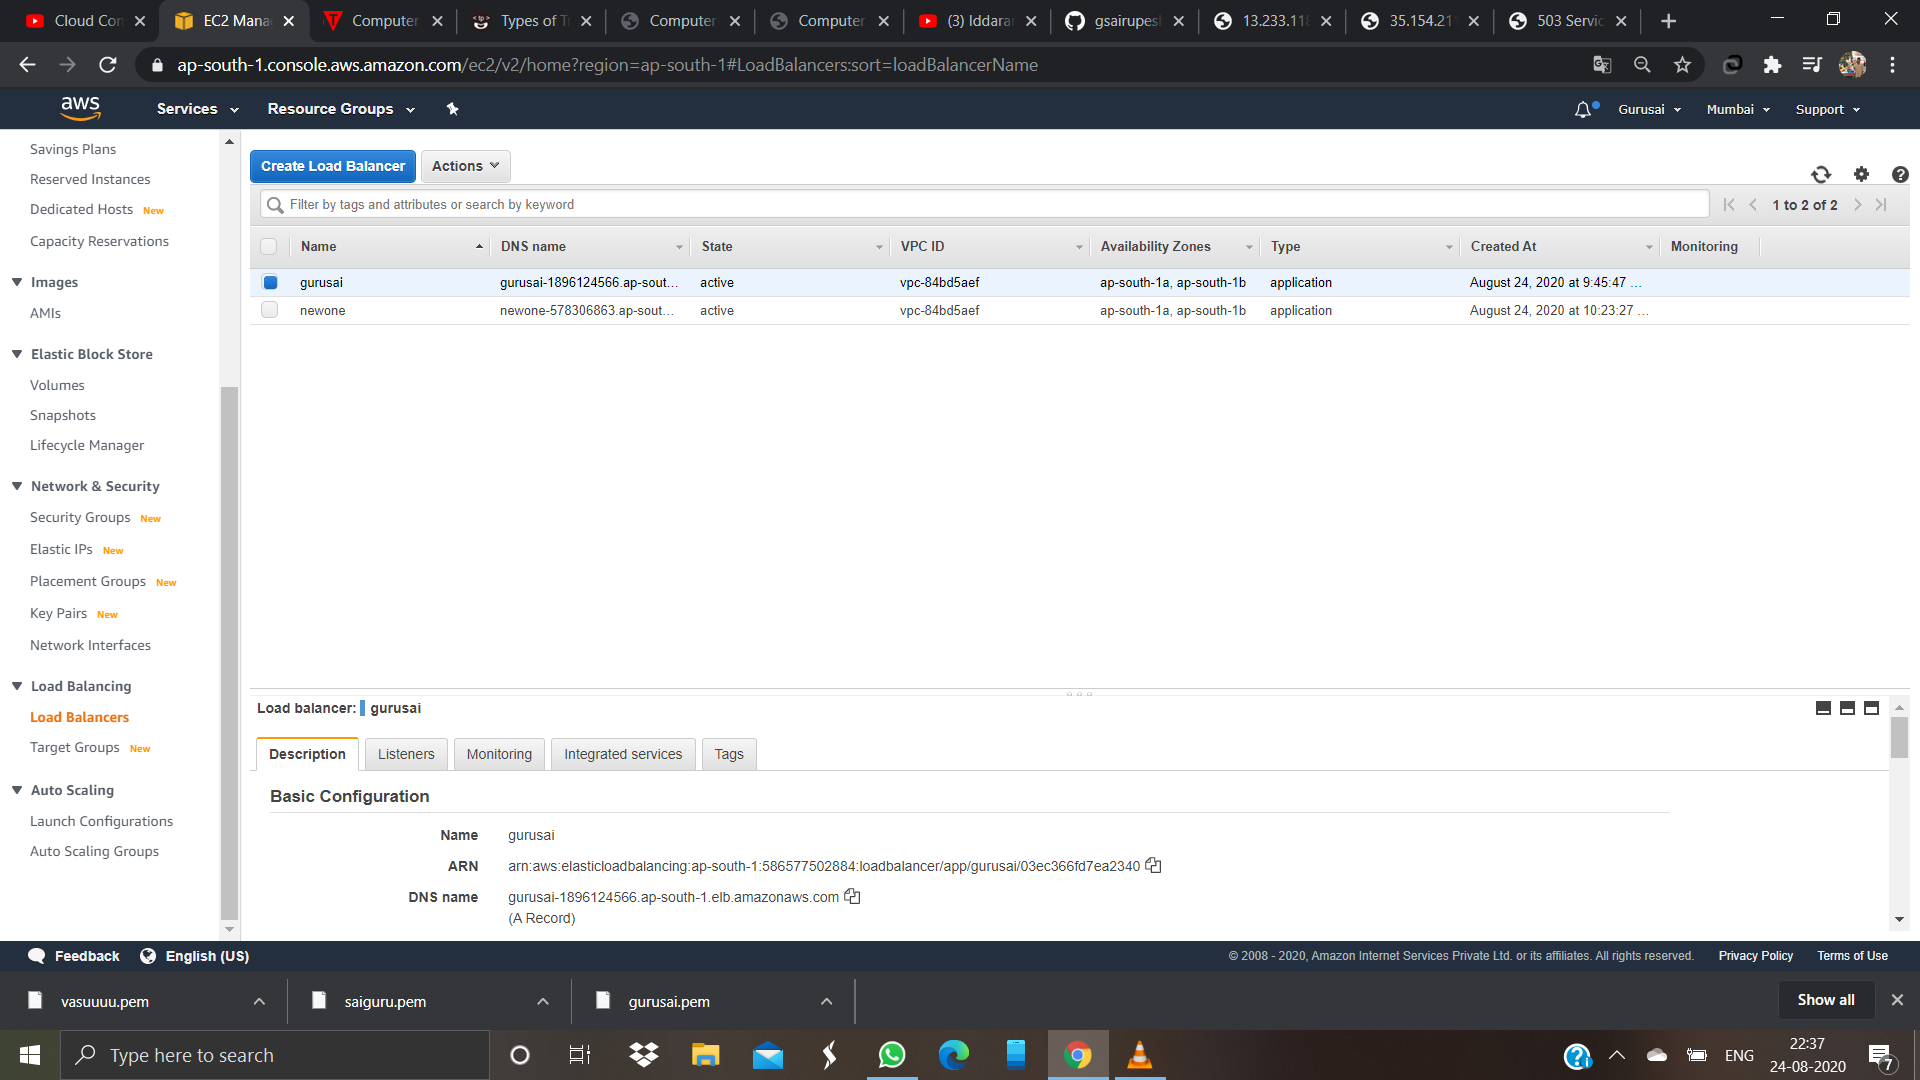 Cloud Con
EC2 Mana
Computer
Types of T
Computer
Computer
(3) Iddara
gsairupes
13.233.118
35.154.21
503 Servic
ap-south-1.console.aws.amazon.com/ec2/v2/home?region=ap-south-1#LoadBalancers:sort=loadBalancerName
aws Services Resource Groups Gurusai Mumbai Support
Savings Plans
Reserved Instances
Dedicated Hosts New
Capacity Reservations
Images
AMIs
Elastic Block Store
Volumes
Snapshots
Lifecycle Manager
Network & Security
Security Groups New
Elastic IPs New
Placement Groups New
Key Pairs New
Network Interfaces
Load Balancing
Load Balancers
Target Groups New
Auto Scaling
Launch Configurations
Auto Scaling Groups
Create Load Balancer Actions
Filter by tags and attributes or search by keyword 1 to 2 of 2
Name DNS name State VPC ID Availability Zones Type Created At Monitoring
gurusai gurusai-1896124566.ap-sout... active vpc-84bd5aef ap-south-1a, ap-south-1b application August 24, 2020 at 9:45:47 ...
newone newone-578306863.ap-sout... active vpc-84bd5aef ap-south-1a, ap-south-1b application August 24, 2020 at 10:23:27 ...
Load balancer: gurusai
Description Listeners Monitoring Integrated services Tags
Basic Configuration
Name gurusai
ARN arn:aws:elasticloadbalancing:ap-south-1:586577502884:loadbalancer/app/gurusai/03ec366fd7ea2340
DNS name gurusai-1896124566.ap-south-1.elb.amazonaws.com
(A Record)
Feedback English (US) © 2008 - 2020, Amazon Internet Services Private Ltd. or its affiliates. All rights reserved. Privacy Policy Terms of Use
vasuuuu.pem saiguru.pem gurusai.pem Show all
Type here to search ENG 22:37
24-08-2020
7